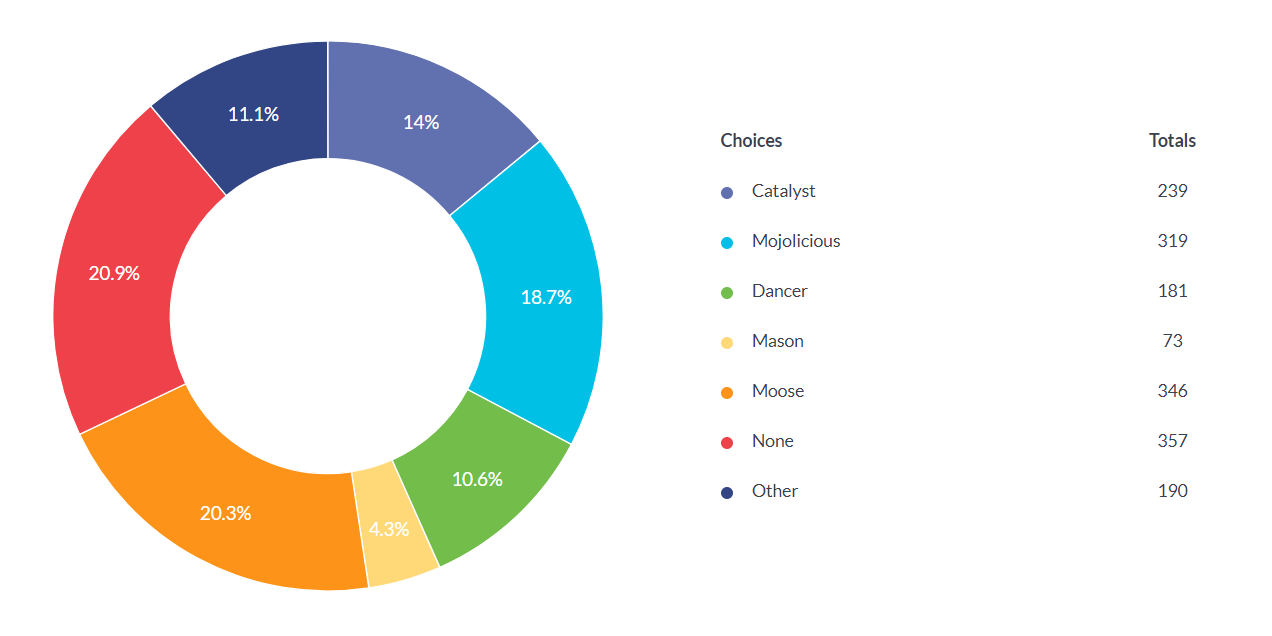 11.1%
14%
20.9%
18.7%
10.6%
20.3%
4.3%
Choices Totals
Catalyst 239
Mojolicious 319
Dancer 181
Mason 73
Moose 346
None 357
Other 190